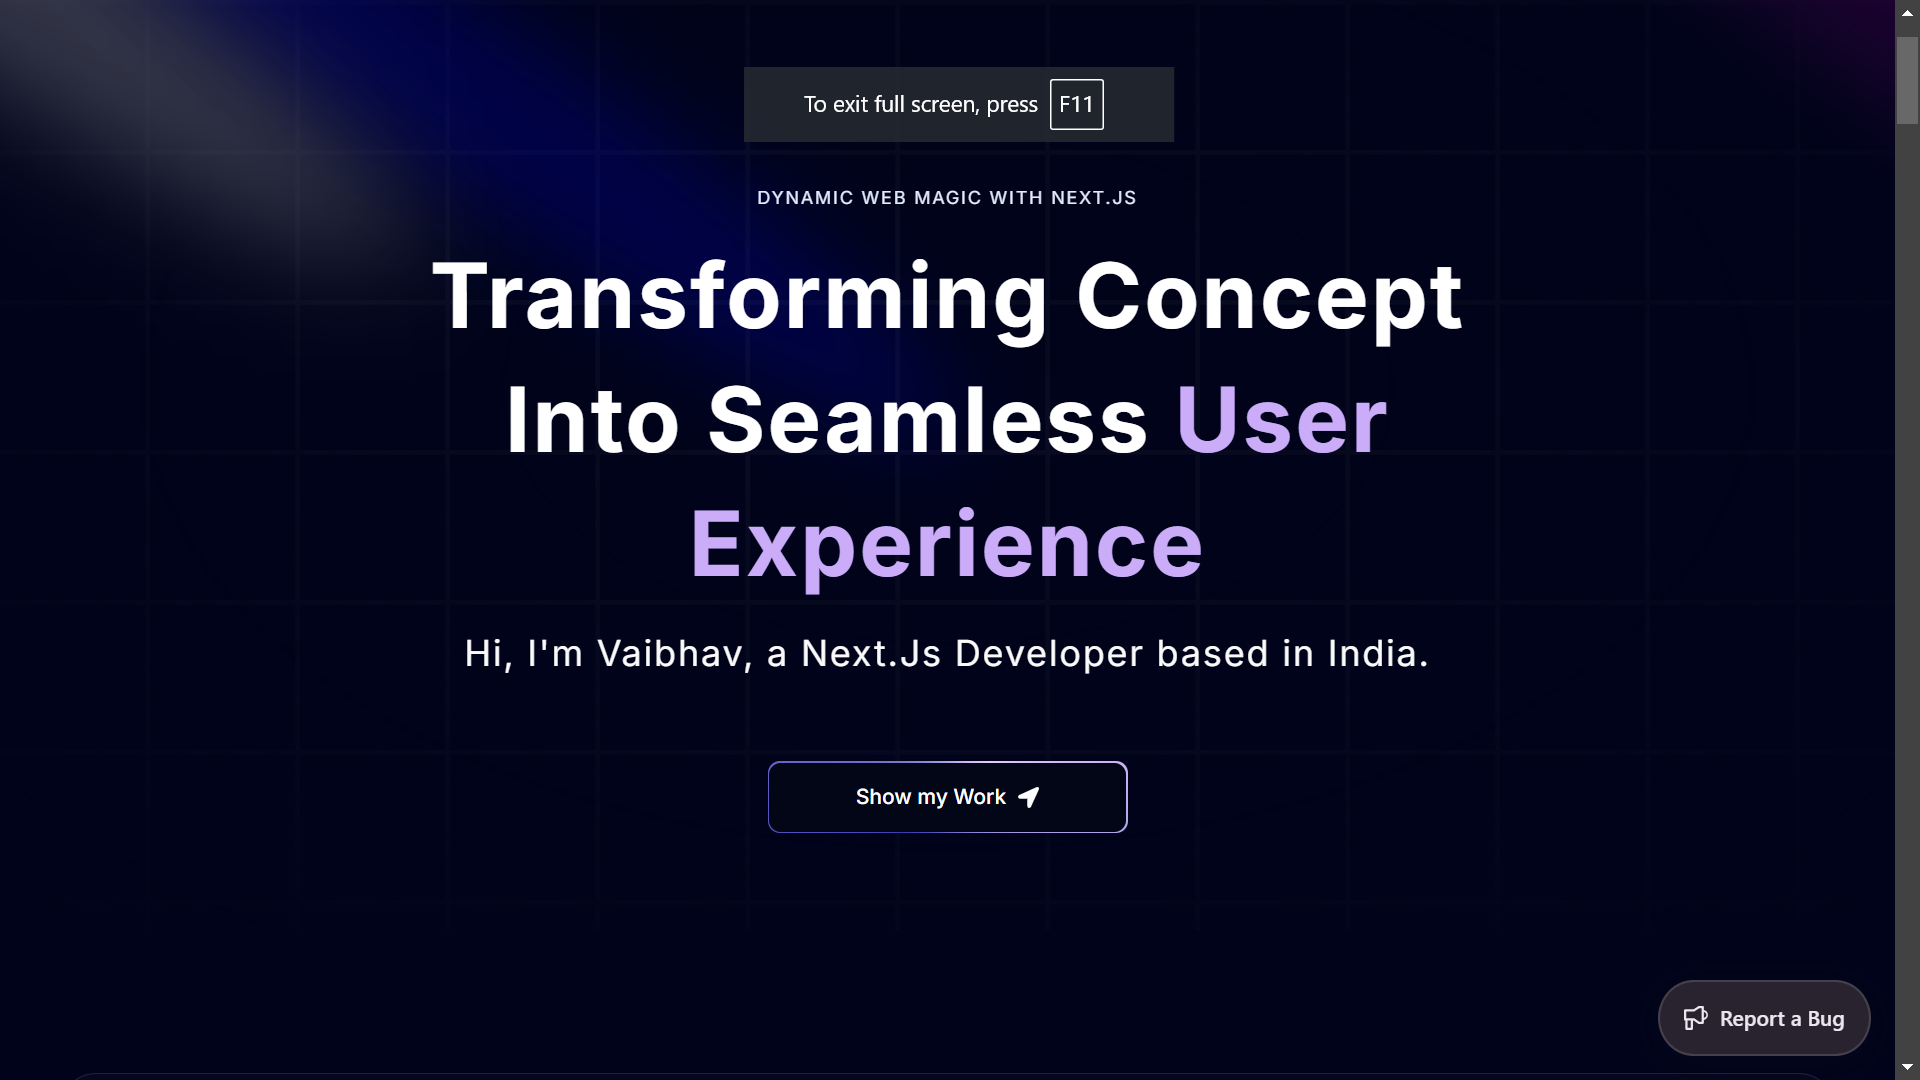 To exit full screen, press F11
DYNAMIC WEB MAGIC WITH NEXT.JS
Transforming Concept
Into Seamless User
Experience
Hi, I'm Vaibhav, a Next.Js Developer based in India.
Show my Work
Report a Bug